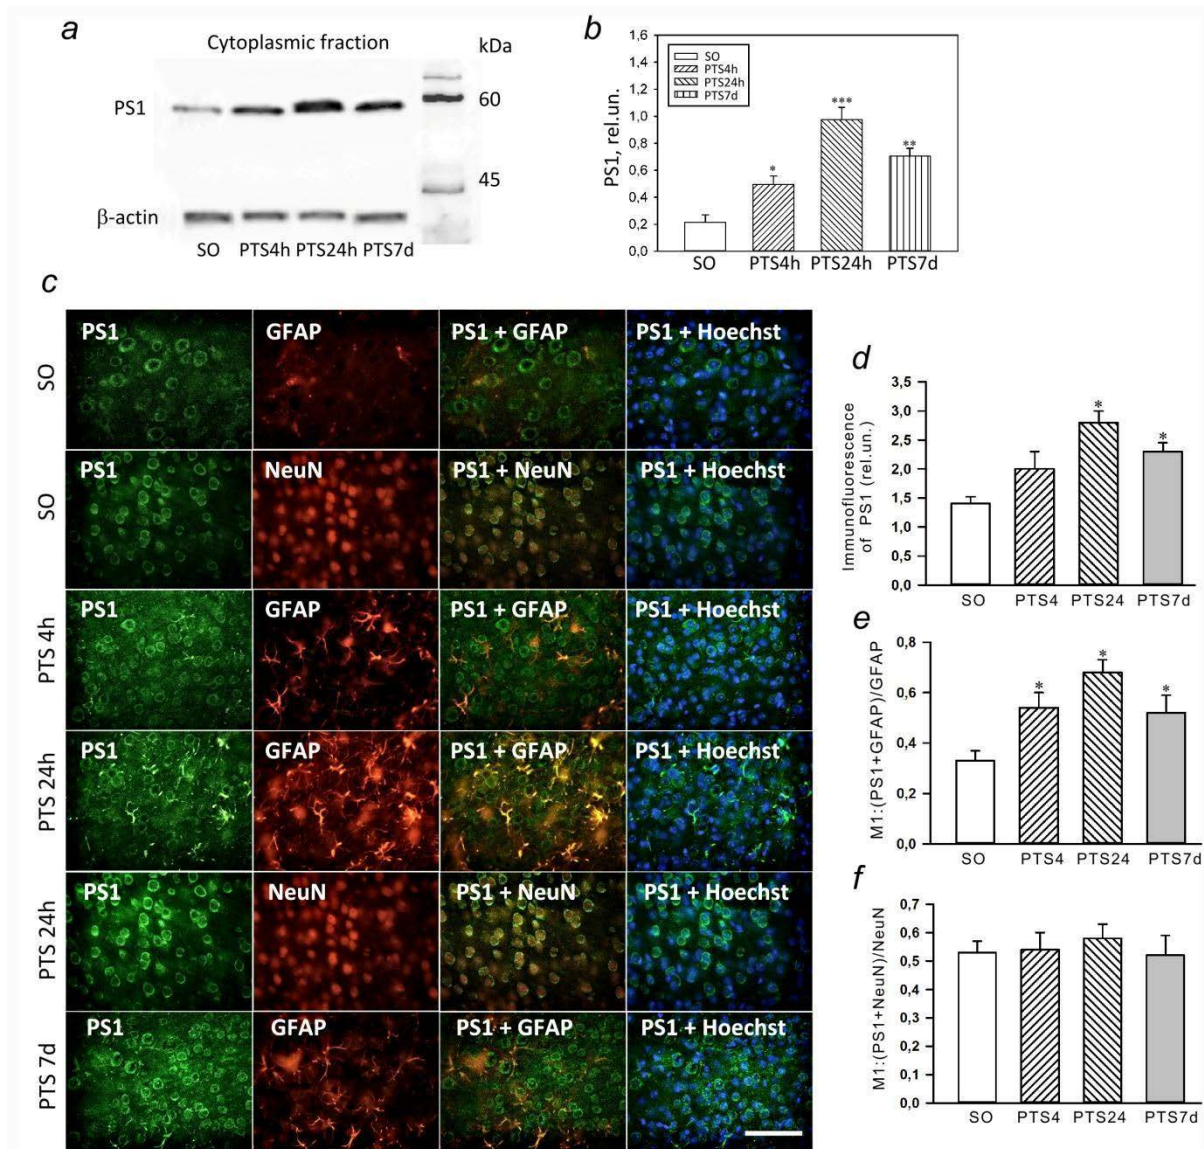 a
Cytoplasmic fraction
kDa
PS1
60
45
β-actin
SO PTS4h PTS24h PTS7d
b
PS1, rel.un.
1,6
1,4
1,2
1,0
0,8
0,6
0,4
0,2
0,0
SO
PTS4h
PTS24h
PTS7d
*
***
**
SO PTS4h PTS24h PTS7d
c
SO
PS1 GFAP PS1 + GFAP PS1 + Hoechst
SO
PS1 NeuN PS1 + NeuN PS1 + Hoechst
PTS 4h
PS1 GFAP PS1 + GFAP PS1 + Hoechst
PTS 24h
PS1 GFAP PS1 + GFAP PS1 + Hoechst
PTS 24h
PS1 NeuN PS1 + NeuN PS1 + Hoechst
PTS 7d
PS1 GFAP PS1 + GFAP PS1 + Hoechst
d
Immunofluorescence
of PS1 (rel.un.)
3,5
3,0
2,5
2,0
1,5
1,0
0,5
0,0
*
*
SO PTS4 PTS24 PTS7d
e
M1:(PS1+GFAP)/GFAP
0,8
0,6
0,4
0,2
0,0
*
*
*
SO PTS4 PTS24 PTS7d
f
M1:(PS1+NeuN)/NeuN
0,7
0,6
0,5
0,4
0,3
0,2
0,1
0,0
SO PTS4 PTS24 PTS7d